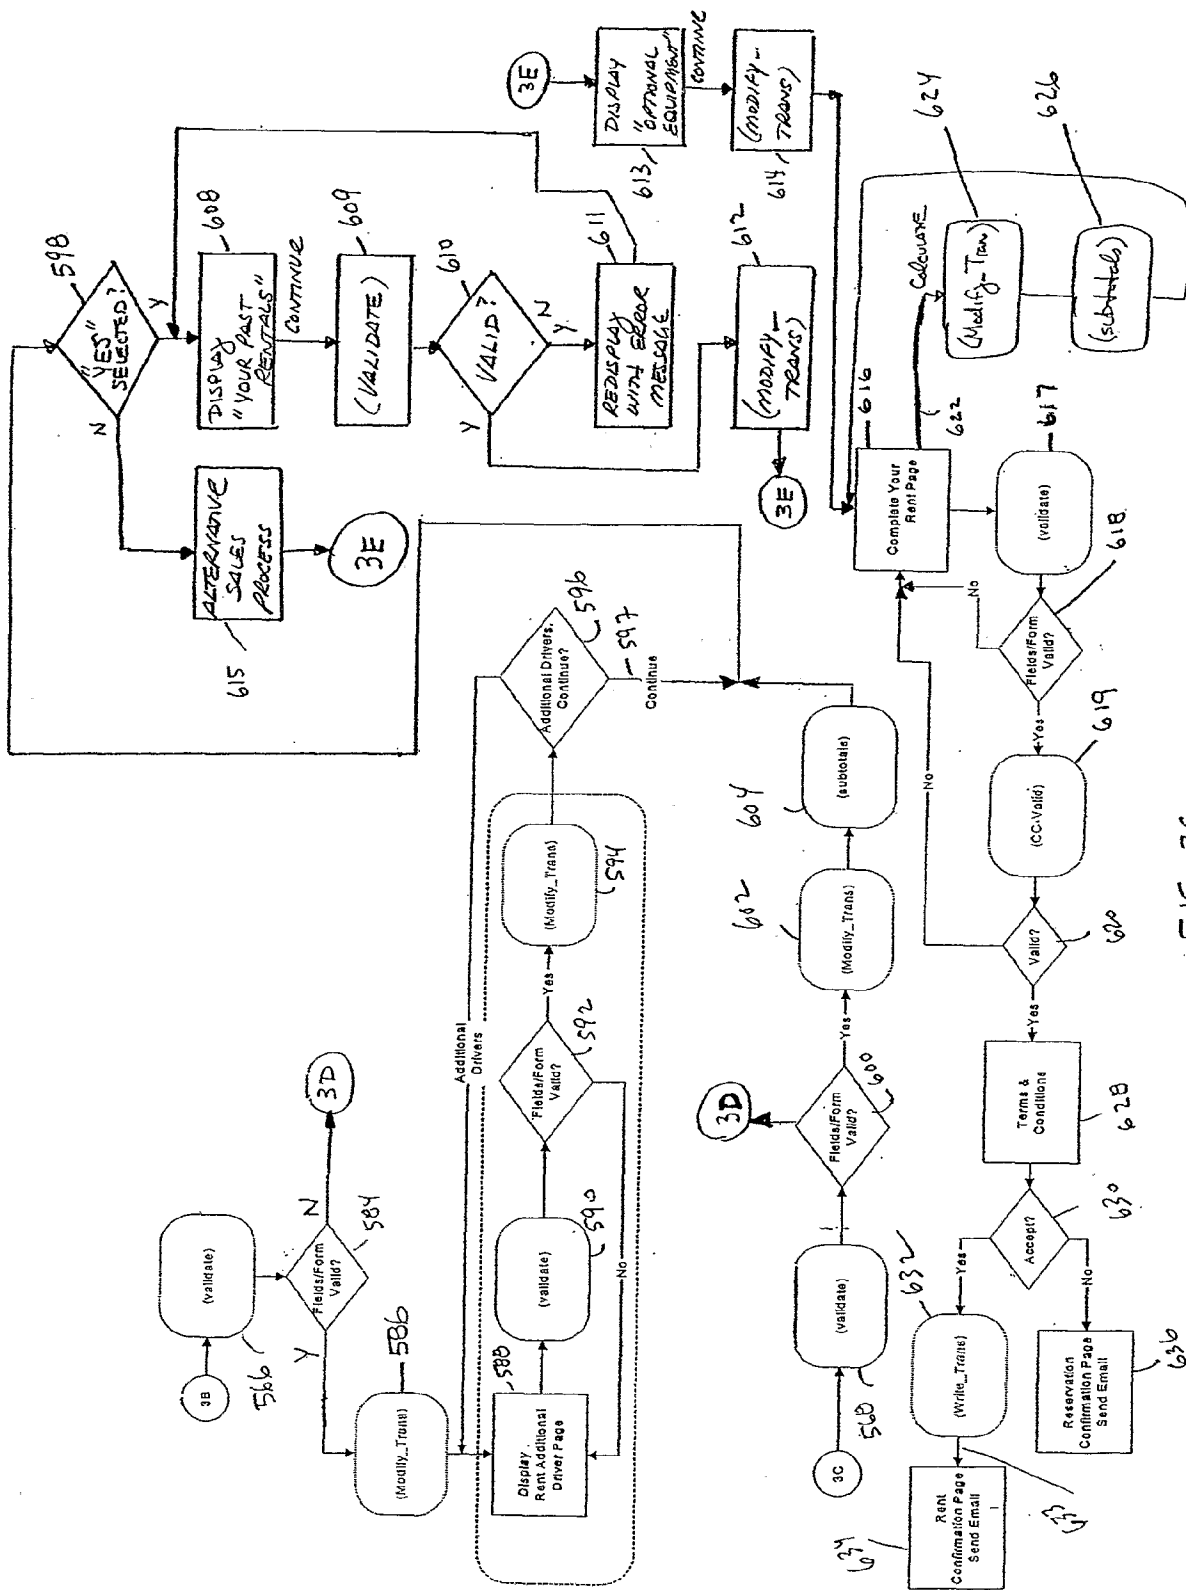 3B
(validate)
566
Fields/Form
Valid?
584
N
3D
Y
(Modify_Trans)
586
Additional
Drivers
Display
Rent Additional
Driver Page
588
(validate)
590
No
Fields/Form
Valid?
592
Yes
(Modify_Trans)
594
Additional Drivers,
Continue?
596
597
Continue
"YES"
SELECTED?
598
N
Y
ALTERNATIVE
SALES
PROCESS
615
3E
DISPLAY
"YOUR PAST
RENTALS"
608
CONTINUE
(VALIDATE)
609
VALID?
610
Y
N
Y
REDISPLAY
WITH ERROR
MESSAGE
611
(MODIFY_
TRANS)
612
3E
3E
DISPLAY
"OPTIONAL
EQUIPMENT"
613
CONTINUE
(MODIFY_
TRANS)
614
3C
(validate)
568
Fields/Form
Valid?
600
3D
Yes
(Modify_Trans)
602
(subtotals)
604
Complete Your
Rent Page
616
622
Calculate
(Modify_Tran)
624
(subtotals)
626
(validate)
617
Fields/Form
Valid?
618
No
Yes
(CC-Valid)
619
Valid?
620
No
Yes
Terms &
Conditions
628
Accept?
630
Yes
No
(Write_Trans)
632
633
Rent
Confirmation Page
Send Email
634
Reservation
Confirmation Page
Send Email
636